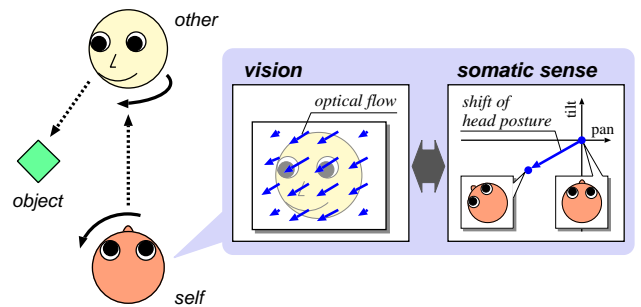 other
object
self
vision
optical flow
somatic sense
shift of
head posture
tilt
pan